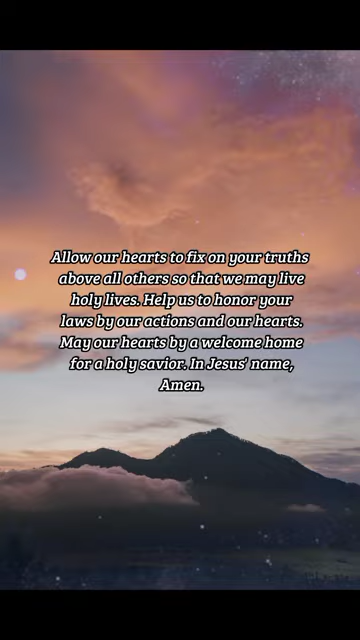 Allow our hearts to fix on your truths
above all others so that we may live
holy lives. Help us to honor your
laws by our actions and our hearts.
May our hearts by a welcome home
for a holy savior. In Jesus' name,
Amen.